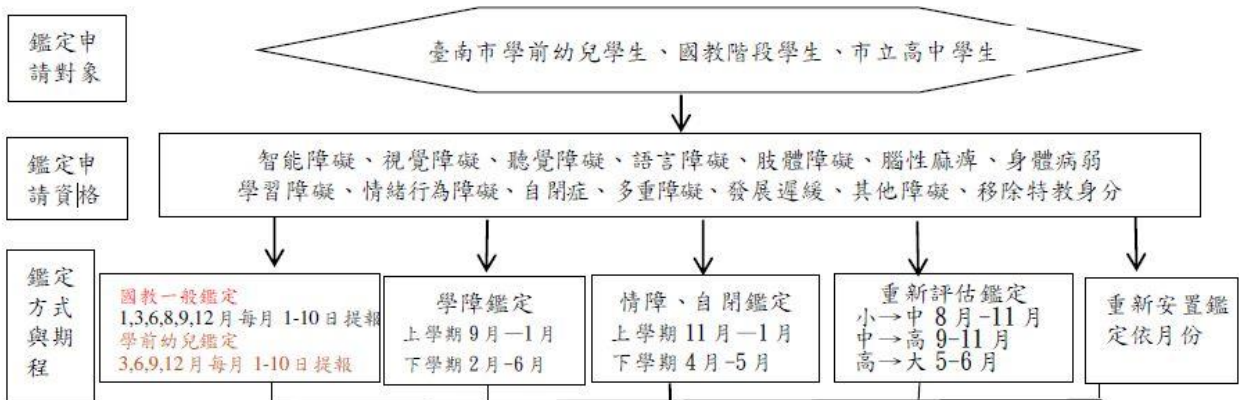 鑑定申
請對象
臺南市學前幼兒學生、國教階段學生、市立高中學生
鑑定申
請資格
智能障礙、視覺障礙、聽覺障礙、語言障礙、肢體障礙、腦性麻痺、身體病弱
學習障礙、情緒行為障礙、自閉症、多重障礙、發展遲緩、其他障礙、移除特教身分
鑑定
方式
與期
程
國教一般鑑定
1,3,6,8,9,12月每月 1-10日提報
學前幼兒鑑定
3,6,9,12月每月 1-10日提報
學障鑑定
上學期 9月—1月
下學期 2月-6月
情障、自閉鑑定
上學期 11月—1月
下學期 4月-5月
重新評估鑑定
小→中 8月-11月
中→高 9-11月
高→大 5-6月
重新安置鑑
定依月份